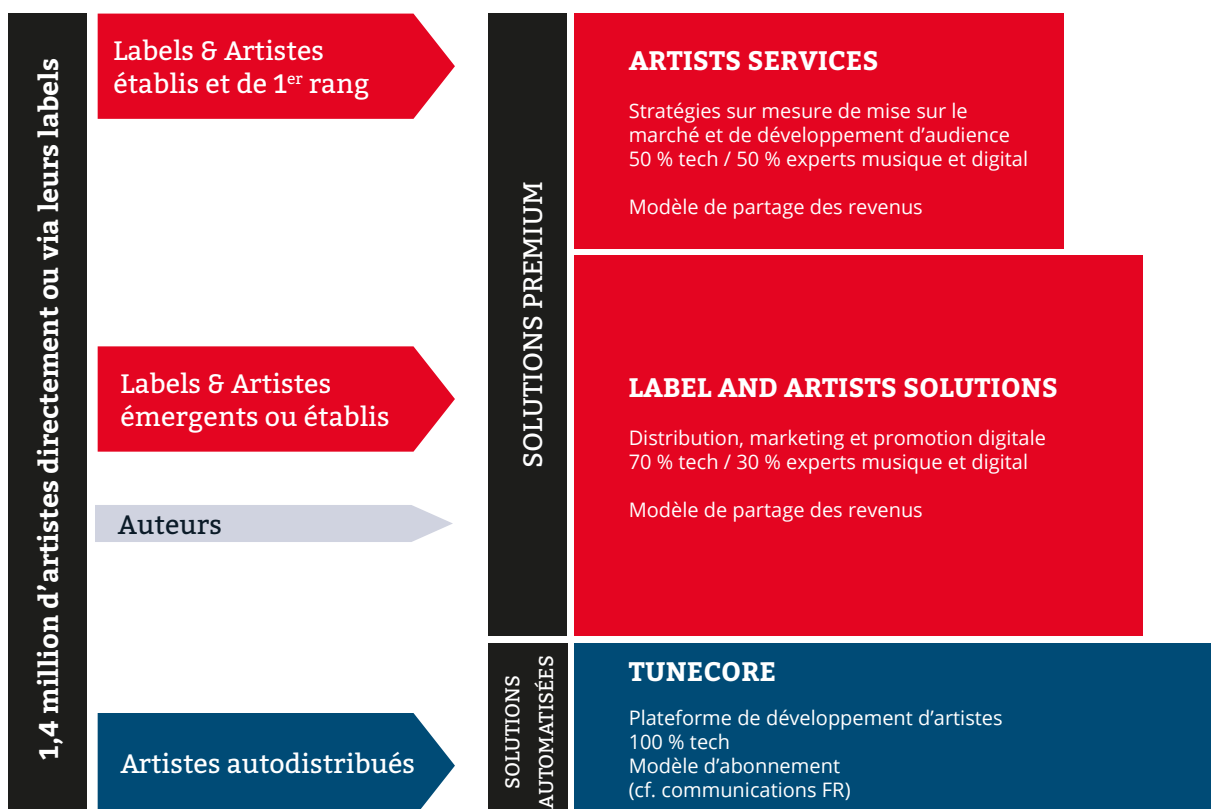 1,4 million d’artistes directement ou via leurs labels
Labels & Artistes
établis et de 1er rang
Labels & Artistes
émergents ou établis
Auteurs
Artistes autodistribués
SOLUTIONS PREMIUM
ARTISTS SERVICES
Stratégies sur mesure de mise sur le
marché et de développement d’audience
50 % tech / 50 % experts musique et digital
Modèle de partage des revenus
LABEL AND ARTISTS SOLUTIONS
Distribution, marketing et promotion digitale
70 % tech / 30 % experts musique et digital
Modèle de partage des revenus
SOLUTIONS
AUTOMATISÉES
TUNECORE
Plateforme de développement d’artistes
100 % tech
Modèle d’abonnement
(cf. communications FR)